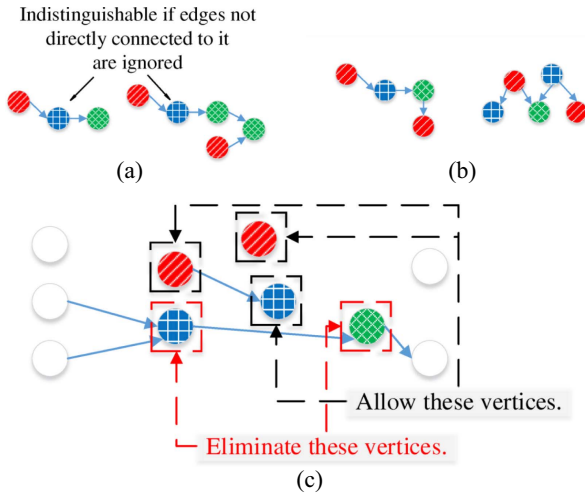 Indistinguishable if edges not
directly connected to it
are ignored
(a)
(b)
Allow these vertices.
Eliminate these vertices.
(c)